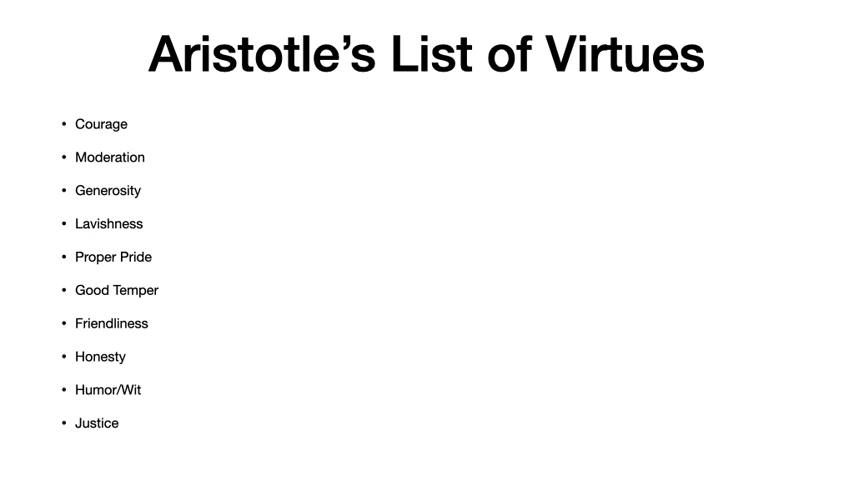 Aristotle’s List of Virtues
• Courage
• Moderation
• Generosity
• Lavishness
• Proper Pride
• Good Temper
• Friendliness
• Honesty
• Humor/Wit
• Justice